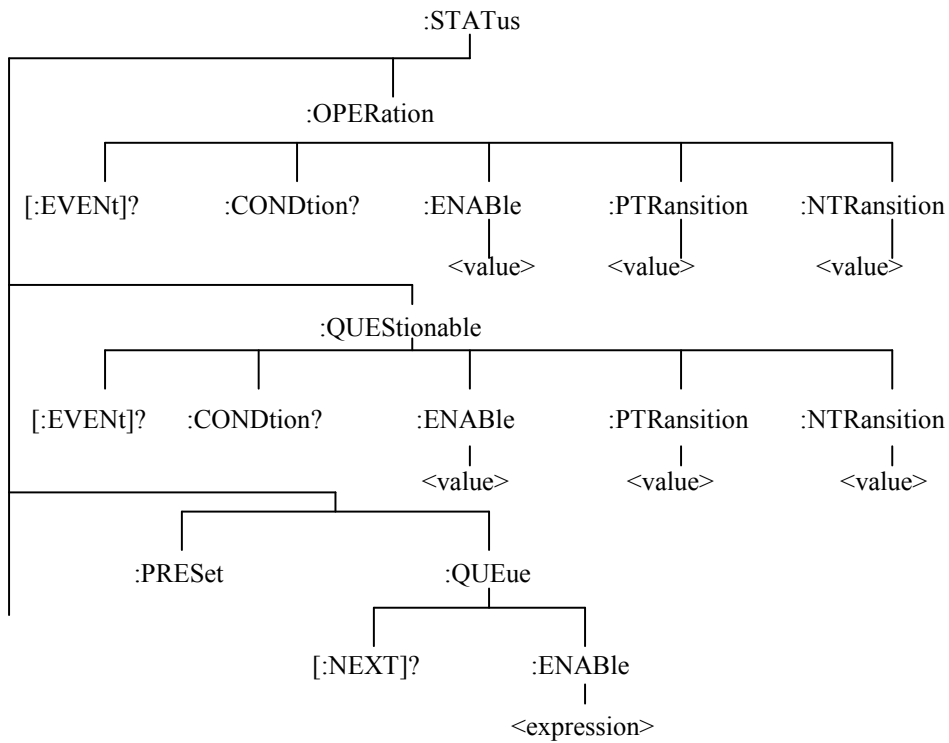 :STATus
:OPERation
[:EVENt]? :CONDtion? :ENABle :PTRansition :NTRansition
<value> <value> <value>
:QUEStionable
[:EVENt]? :CONDtion? :ENABle :PTRansition :NTRansition
<value> <value> <value>
:PRESet :QUEue
[:NEXT]? :ENABle
<expression>